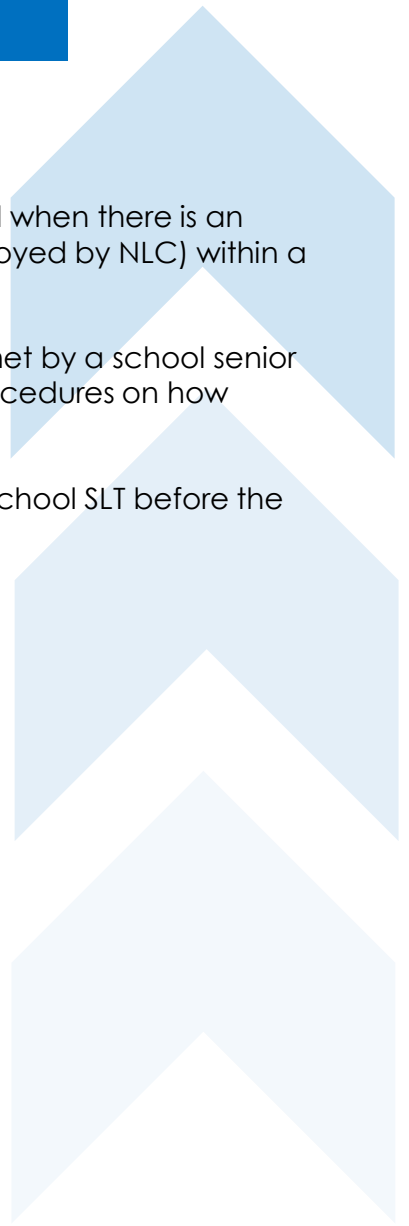 when there is an
oyed by NLC) within a
net by a school senior
cedures on how
chool SLT before the